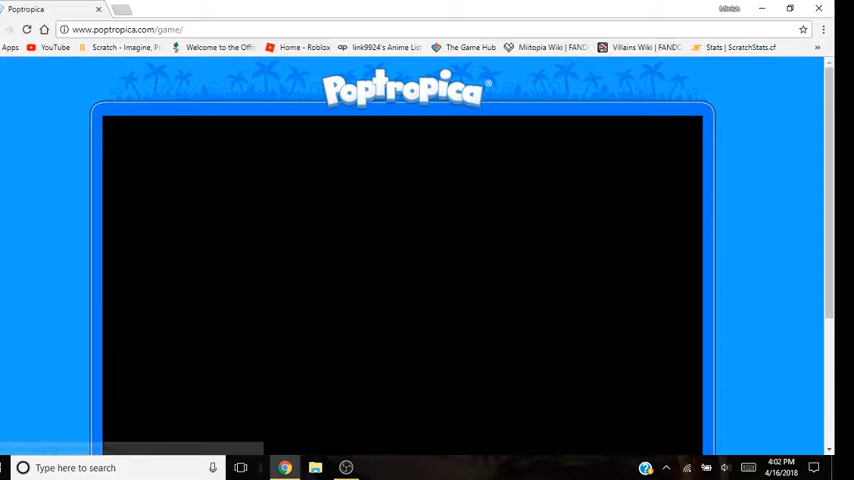 Poptropica
www.poptropica.com/game/
Apps YouTube Scratch - Imagine, Pr Welcome to the Offic Home - Roblox ap link9924's Anime List The Game Hub Miitopia Wiki | FAND Villains Wiki | FANDO Stats | ScratchStats.cf »
Poptropica®
Type here to search
4:02 PM
4/16/2018